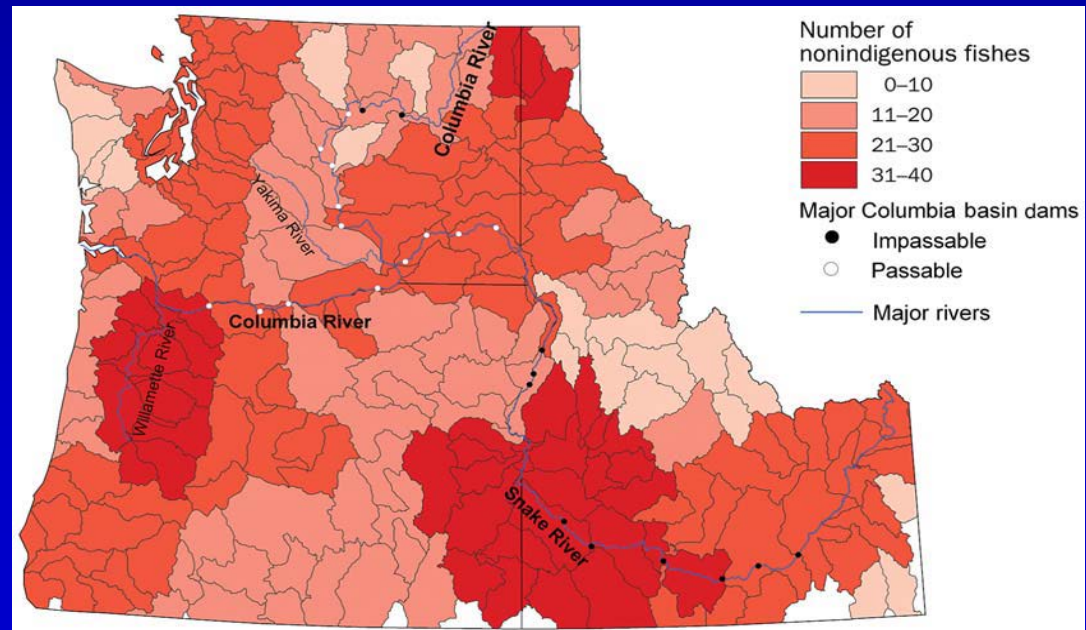 Number of
nonindigenous fishes
0–10
11–20
21–30
31–40
Major Columbia basin dams
Impassable
Passable
Major rivers
Columbia River
Yakima River
Columbia River
Willamette River
Snake River